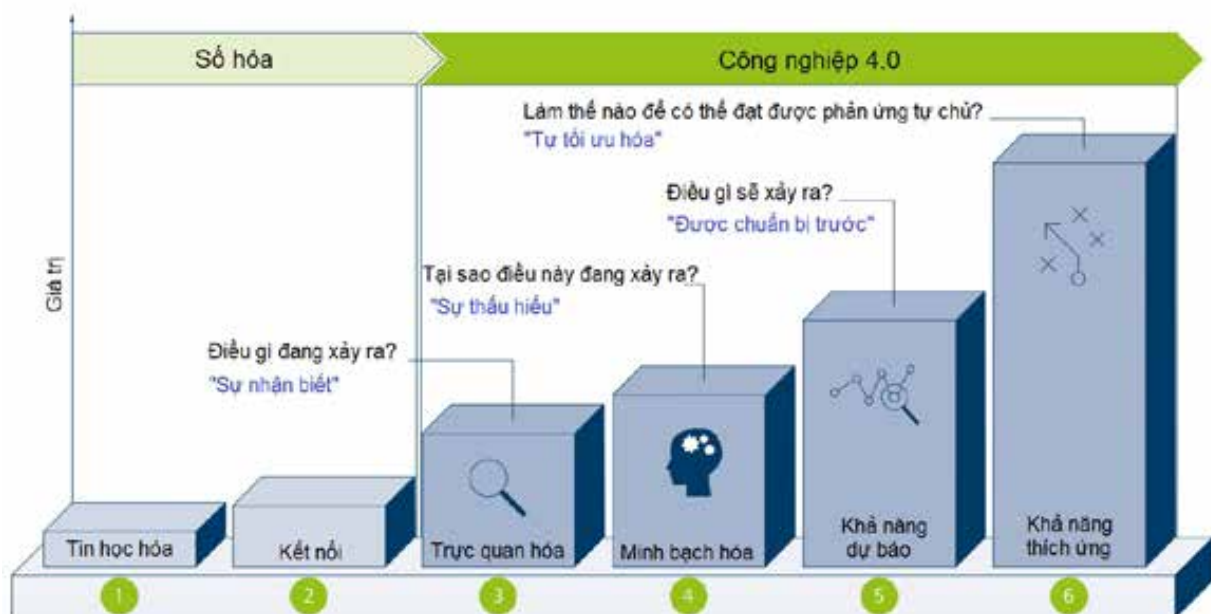 Số hóa
Công nghiệp 4.0
Làm thế nào để có thể đạt được phản ứng tự chủ?
"Tự tối ưu hóa"
Điều gì sẽ xảy ra?
"Được chuẩn bị trước"
Tại sao điều này đang xảy ra?
"Sự thấu hiểu"
Điều gì đang xảy ra?
"Sự nhận biết"
Giá trị
Tin học hóa
Kết nối
Trực quan hóa
Minh bạch hóa
Khả năng
dự báo
Khả năng
thích ứng
1
2
3
4
5
6